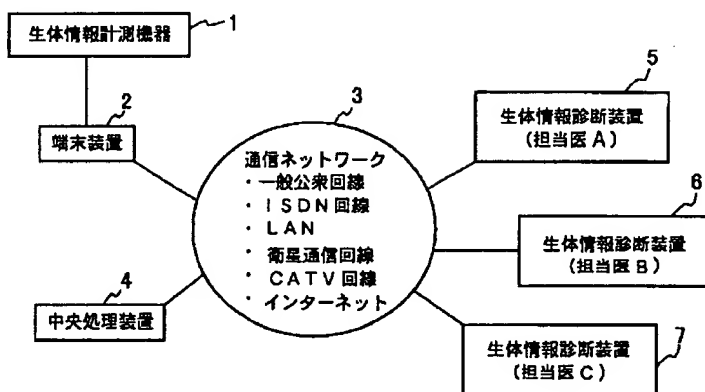 生体情報計測機器
1
2
端末装置
3
通信ネットワーク
・一般公衆回線
・ISDN回線
・LAN
・衛星通信回線
・CATV回線
・インターネット
4
中央処理装置
5
生体情報診断装置
(担当医A)
6
生体情報診断装置
(担当医B)
7
生体情報診断装置
(担当医C)